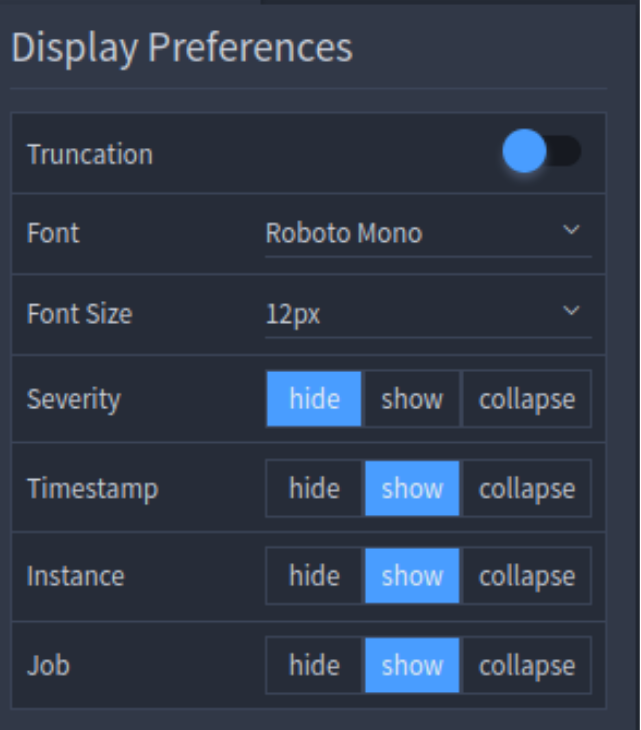 Display Preferences
Truncation
Font Roboto Mono
Font Size 12px
Severity hide show collapse
Timestamp hide show collapse
Instance hide show collapse
Job hide show collapse